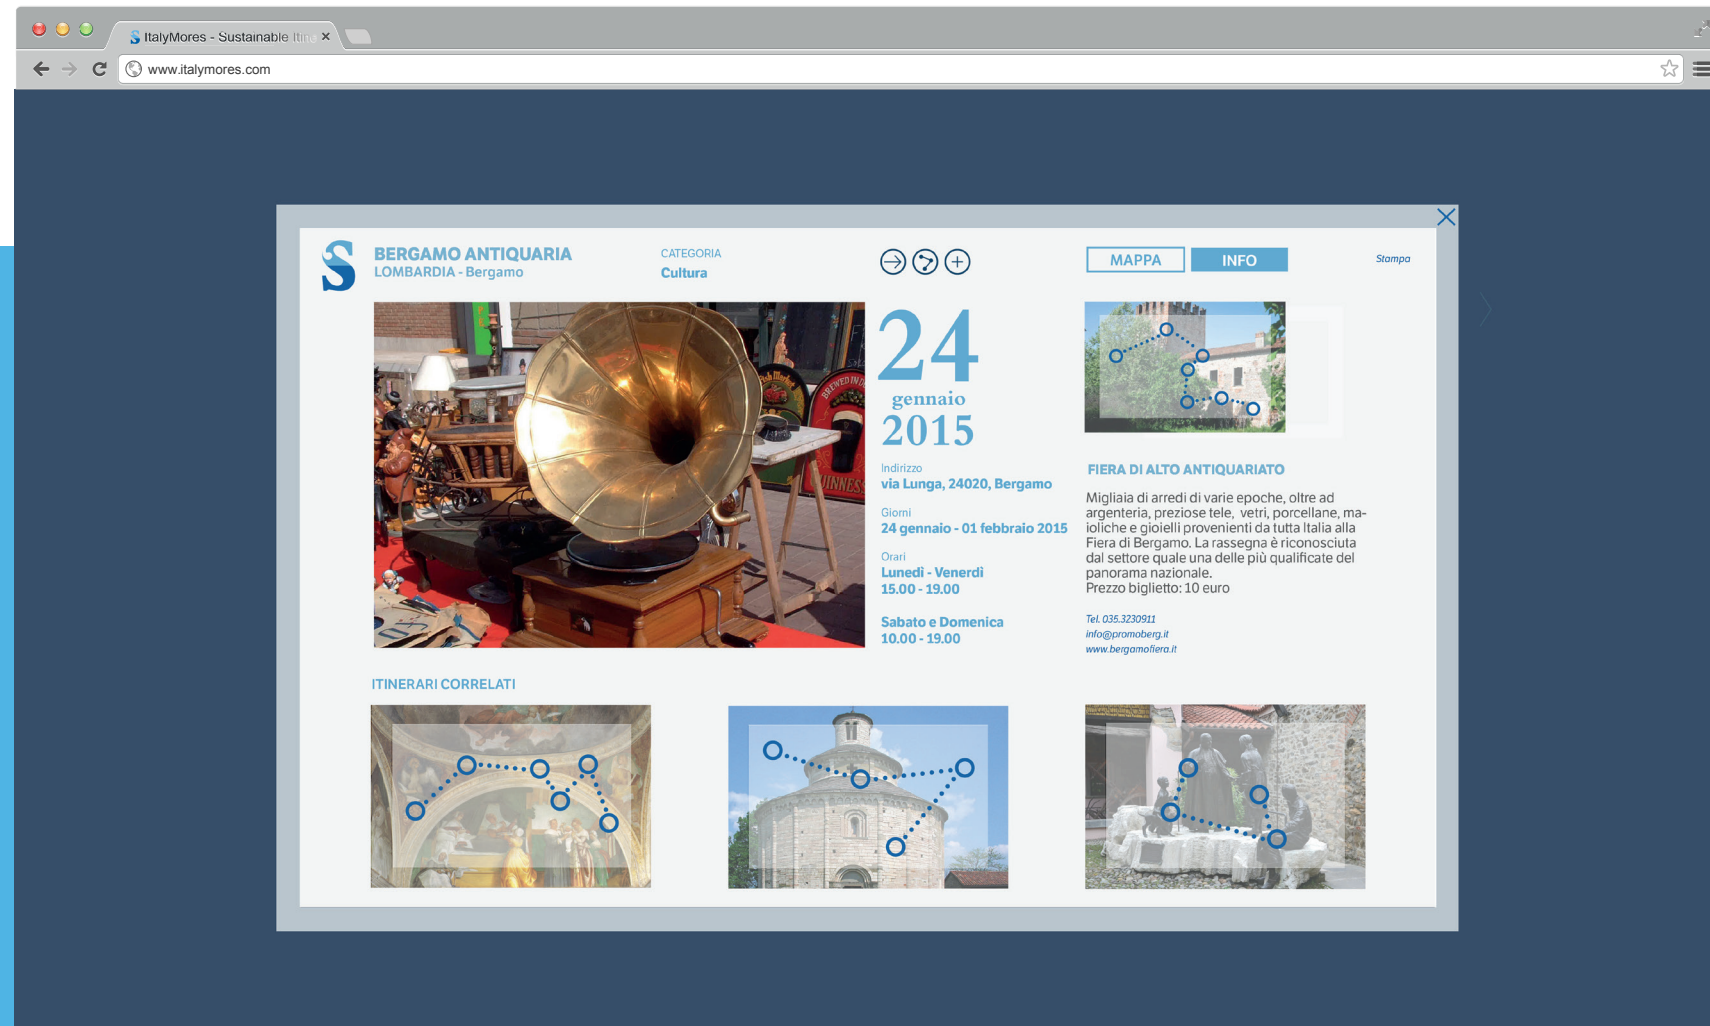 ItalyMores - Sustainable Itine
www.italymores.com
BERGAMO ANTIQUARIA
LOMBARDIA - Bergamo
CATEGORIA
Cultura
MAPPA
INFO
Stampa
24
gennaio
2015
Indirizzo
via Lunga, 24020, Bergamo
Giorni
24 gennaio - 01 febbraio 2015
Orari
Lunedì - Venerdì
15.00 - 19.00
Sabato e Domenica
10.00 - 19.00
BREWED IN
GUINNESS
FIERA DI ALTO ANTIQUARIATO
Migliaia di arredi di varie epoche, oltre ad
argenteria, preziose tele, vetri, porcellane, ma-
ioliche e gioielli provenienti da tutta Italia alla
Fiera di Bergamo. La rassegna è riconosciuta
dal settore quale una delle più qualificate del
panorama nazionale.
Prezzo biglietto: 10 euro
Tel. 035.3230911
info@promoberg.it
www.bergamofiera.it
ITINERARI CORRELATI